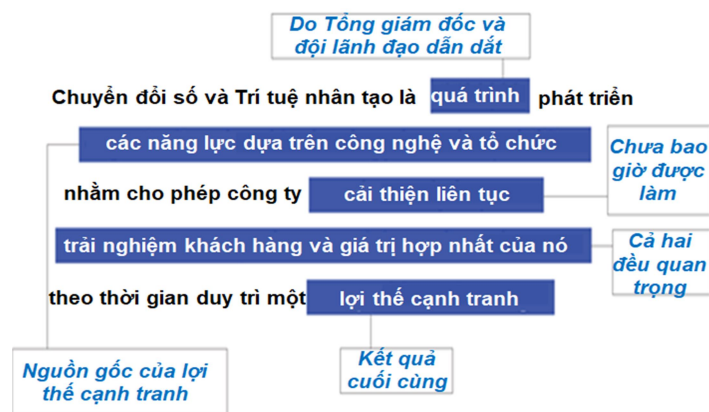 Do Tổng giám đốc và
đội lãnh đạo dẫn dắt
Chuyển đổi số và Trí tuệ nhân tạo là quá trình phát triển
các năng lực dựa trên công nghệ và tổ chức
Chưa bao
giờ được
làm
nhằm cho phép công ty cải thiện liên tục
trải nghiệm khách hàng và giá trị hợp nhất của nó
Cả hai
đều quan
trọng
theo thời gian duy trì một lợi thế cạnh tranh
Nguồn gốc của lợi
thế cạnh tranh
Kết quả
cuối cùng